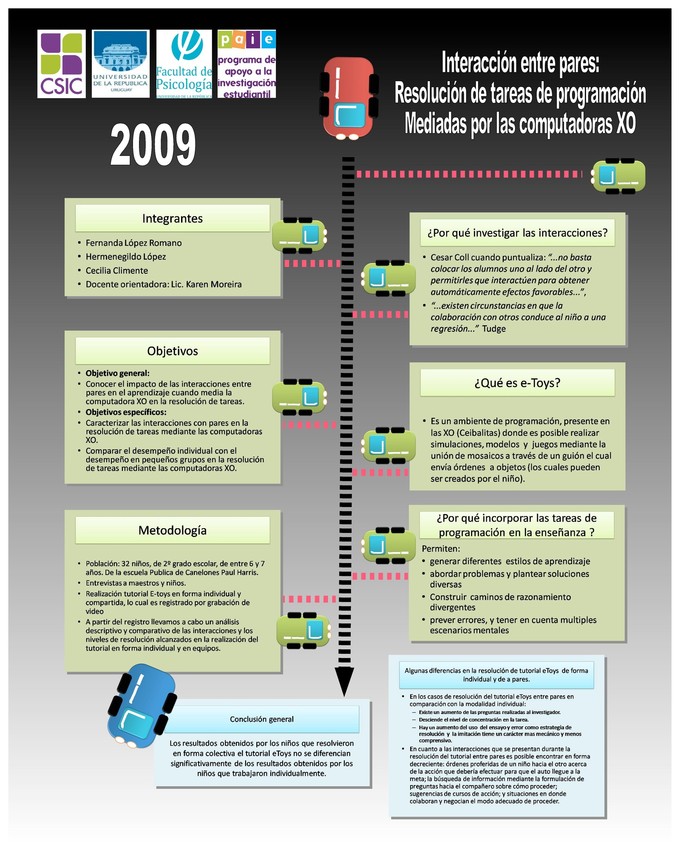 CSIC
UNIVERSIDAD
DE LA REPUBLICA
URUGUAY
Facultad de
Psicología
UNIVERSIDAD DE LA REPUBLICA
paie
programa de
apoyo a la
investigación
estudiantil
2009
Interacción entre pares:
Resolución de tareas de programación
Mediadas por las computadoras XO
Integrantes
• Fernanda López Romano
• Hermenegildo López
• Cecilia Climente
• Docente orientadora: Lic. Karen Moreira
¿Por qué investigar las interacciones?
• Cesar Coll cuando puntualiza: “...no basta
colocar los alumnos uno al lado del otro y
permitirles que interactúen para obtener
automáticamente efectos favorables...”,
• “...existen circunstancias en que la
colaboración con otros conduce al niño a una
regresión...” Tudge
Objetivos
• Objetivo general:
• Conocer el impacto de las interacciones entre
pares en el aprendizaje cuando media la
computadora XO en la resolución de tareas.
• Objetivos específicos:
• Caracterizar las interacciones con pares en la
resolución de tareas mediante las computadoras
XO.
• Comparar el desempeño individual con el
desempeño en pequeños grupos en la resolución
de tareas mediante las computadoras XO.
¿Qué es e-Toys?
• Es un ambiente de programación, presente en
las XO (Ceibalitas) donde es posible realizar
simulaciones, modelos y juegos mediante la
unión de mosaicos a través de un guión el cual
envía órdenes a objetos (los cuales pueden
ser creados por el niño).
Metodología
• Población: 32 niños, de 2º grado escolar, de entre 6 y 7
años. De la escuela Publica de Canelones Paul Harris.
• Entrevistas a maestros y niños.
• Realización tutorial E-toys en forma individual y
compartida, lo cual es registrado por grabación de
video
• A partir del registro llevamos a cabo un análisis
descriptivo y comparativo de las interacciones y los
niveles de resolución alcanzados en la realización del
tutorial en forma individual y en equipos.
¿Por qué incorporar las tareas de
programación en la enseñanza ?
Permiten:
• generar diferentes estilos de aprendizaje
• abordar problemas y plantear soluciones
diversas
• Construir caminos de razonamiento
divergentes
• prever errores, y tener en cuenta multiples
escenarios mentales
Conclusión general
Los resultados obtenidos por los niños que resolvieron
en forma colectiva el tutorial eToys no se diferencian
significativamente de los resultados obtenidos por los
niños que trabajaron individualmente.
Algunas diferencias en la resolución de tutorial eToys de forma
individual y de a pares.
• En los casos de resolución del tutorial eToys entre pares en
comparación con la modalidad individual:
– Existe un aumento de las preguntas realizadas al investigador.
– Desciende el nivel de concentración en la tarea.
– Hay un aumento del uso del ensayo y error como estrategia de
resolución y la imitación tiene un carácter mas mecánico y menos
comprensivo.
• En cuanto a las interacciones que se presentan durante la
resolución del tutorial entre pares es posible encontrar en forma
decreciente: órdenes proferidas de un niño hacia el otro acerca
de la acción que debería efectuar para que el auto llegue a la
meta; la búsqueda de información mediante la formulación de
preguntas hacia el compañero sobre cómo proceder;
sugerencias de cursos de acción; y situaciones en donde
colaboran y negocian el modo adecuado de proceder.